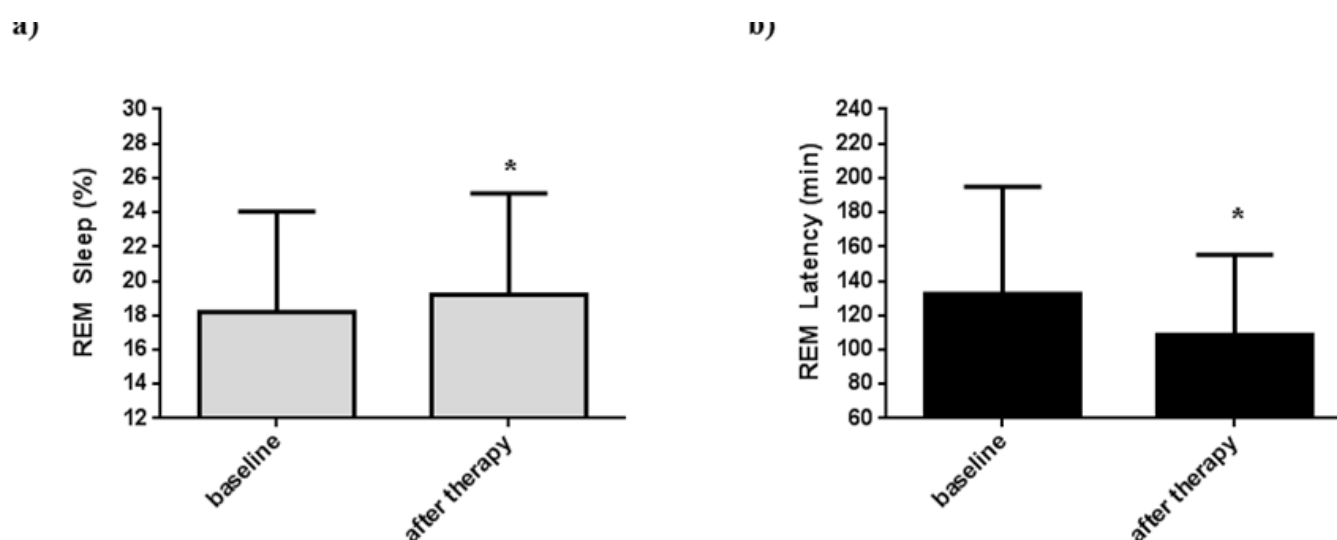 a)
b)
30
28
26
24
22
20
18
16
14
12
REM Sleep (%)
*
baseline
after therapy
240
220
200
180
160
140
120
100
80
60
REM Latency (min)
*
baseline
after therapy